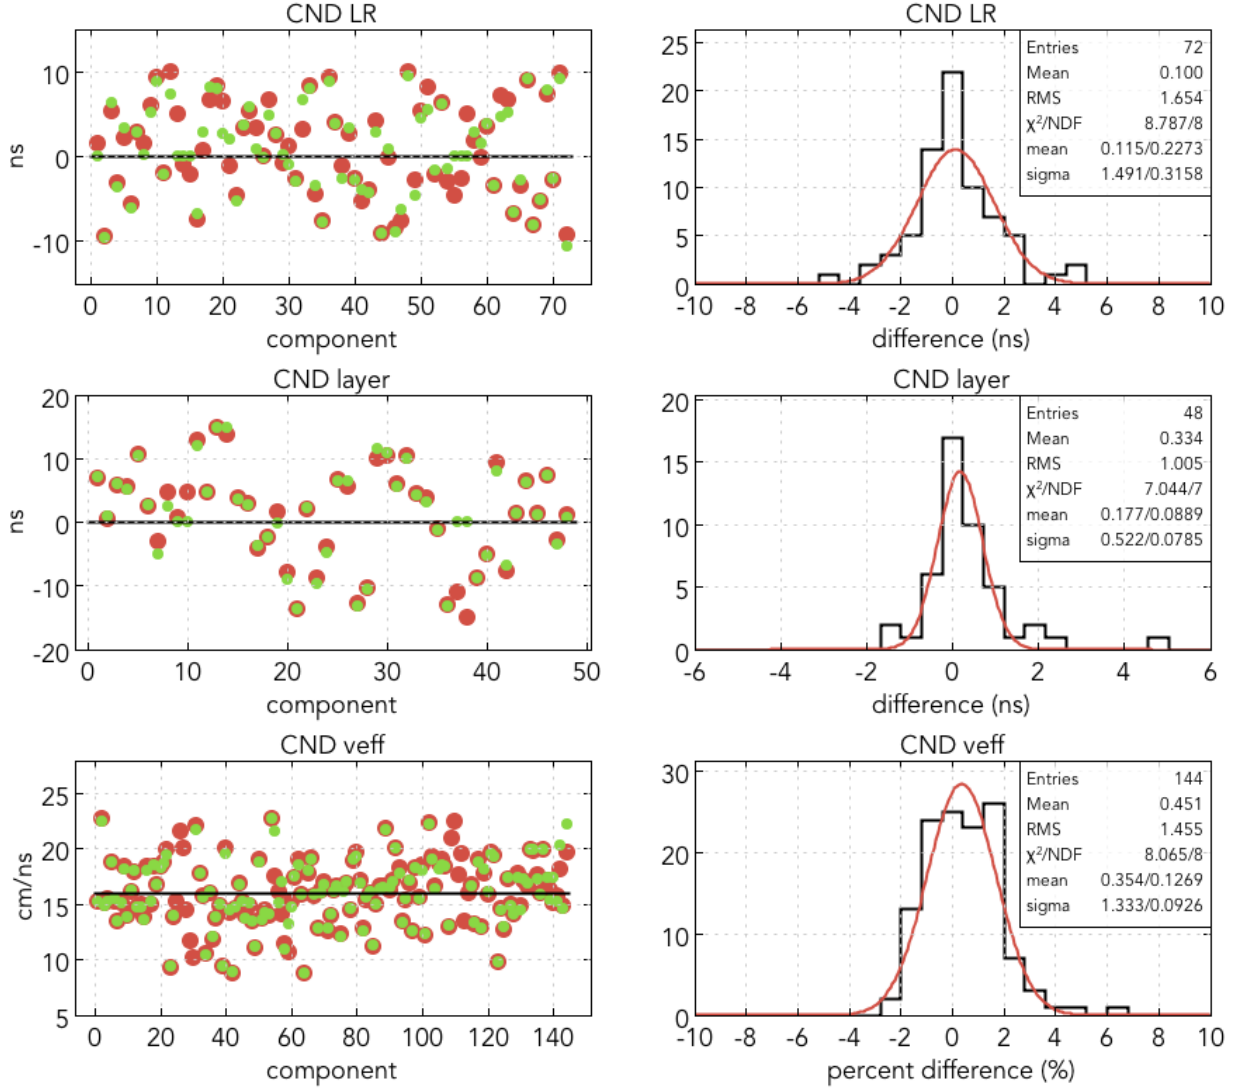 CND LR
10
0
-10
ns
0 10 20 30 40 50 60 70
component
CND LR
25
20
15
10
5
0
-10 -8 -6 -4 -2 0 2 4 6 8 10
difference (ns)
Entries 72
Mean 0.100
RMS 1.654
χ²/NDF 8.787/8
mean 0.115/0.2273
sigma 1.491/0.3158
CND layer
20
10
0
-10
-20
ns
0 10 20 30 40 50
component
CND layer
20
15
10
5
0
-6 -4 -2 0 2 4 6
difference (ns)
Entries 48
Mean 0.334
RMS 1.005
χ²/NDF 7.044/7
mean 0.177/0.0889
sigma 0.522/0.0785
CND veff
25
20
15
10
5
cm/ns
0 20 40 60 80 100 120 140
component
CND veff
30
20
10
0
-10 -8 -6 -4 -2 0 2 4 6 8 10
percent difference (%)
Entries 144
Mean 0.451
RMS 1.455
χ²/NDF 8.065/8
mean 0.354/0.1269
sigma 1.333/0.0926